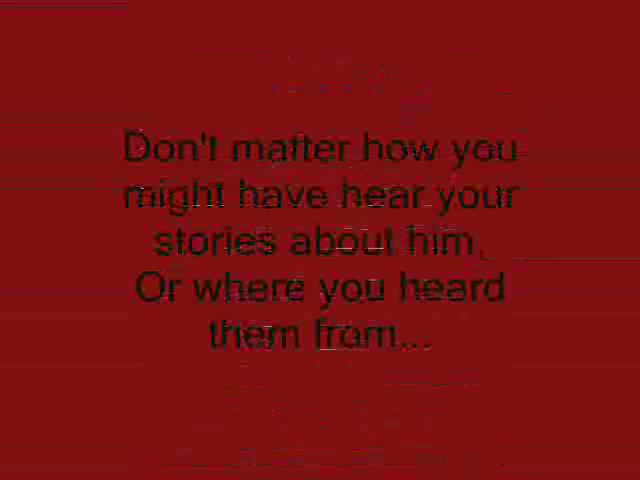 Don't matter how you
might have hear your
stories about him,
Or where you heard
them from...